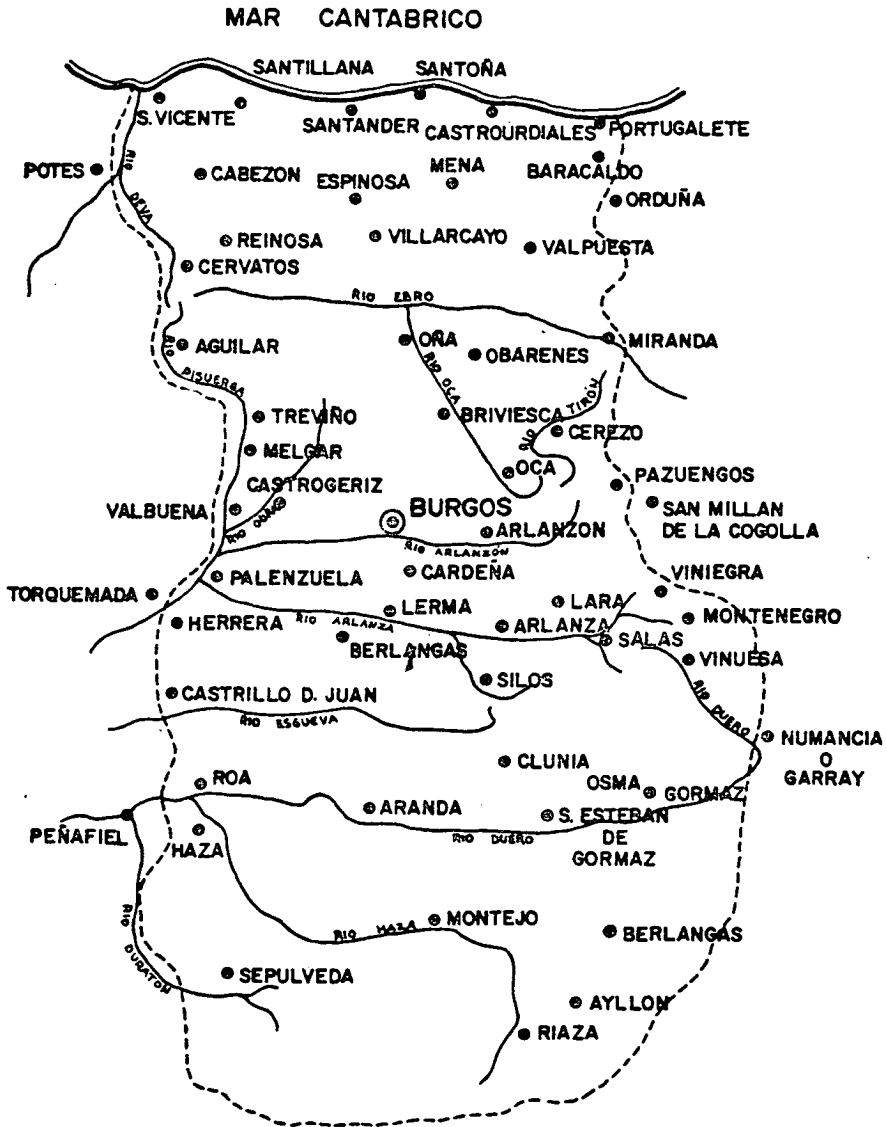 MAR CANTABRICO
SANTILLANA
SANTOÑA
S. VICENTE
SANTANDER
CASTROURDIALES
PORTUGALETE
POTES
CABEZON
MENA
BARACALDO
ESPINOSA
ORDUÑA
RIO DEVA
REINOSA
VILLARCAYO
VALPUESTA
CERVATOS
RIO EBRO
AGUILAR
OÑA
OBARENES
MIRANDA
RIO PISUERGA
RIO OCA
RIO TIRÓN
TREVIÑO
BRIVIESCA
CEREZO
MELGAR
OCA
PAZUENGOS
CASTROGERIZ
VALBUENA
BURGOS
SAN MILLAN
DE LA COGOLLA
ARLANZON
RIO ODRA
RIO ARLANZÓN
PALENZUELA
CARDEÑA
VINIEGRA
TORQUEMADA
LERMA
LARA
MONTENEGRO
HERRERA
RIO ARLANZA
ARLANZA
SALAS
BERLANGAS
VINUESA
SILOS
CASTRILLO D. JUAN
RIO DUERO
RIO ESGUEVA
NUMANCIA
O
GARRAY
CLUNIA
ROA
OSMA
GORMAZ
ARANDA
S. ESTEBAN
DE
GORMAZ
PEÑAFIEL
HAZA
RIO DUERO
MONTEJO
RIO HAZA
BERLANGAS
RIO DURATON
SEPULVEDA
AYLLON
RIAZA